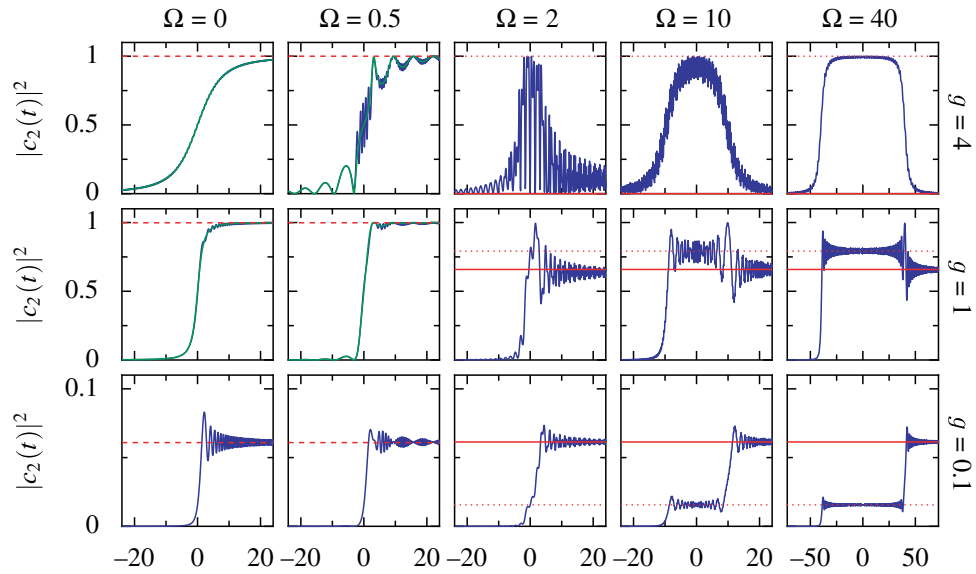 Ω = 0 Ω = 0.5 Ω = 2 Ω = 10 Ω = 40
|c₂(t)|² 1 0.5 0 g = 4
|c₂(t)|² 1 0.5 0 g = 1
|c₂(t)|² 0.1 0 g = 0.1
−20 0 20 −20 0 20 −20 0 20 −20 0 20 −50 0 50